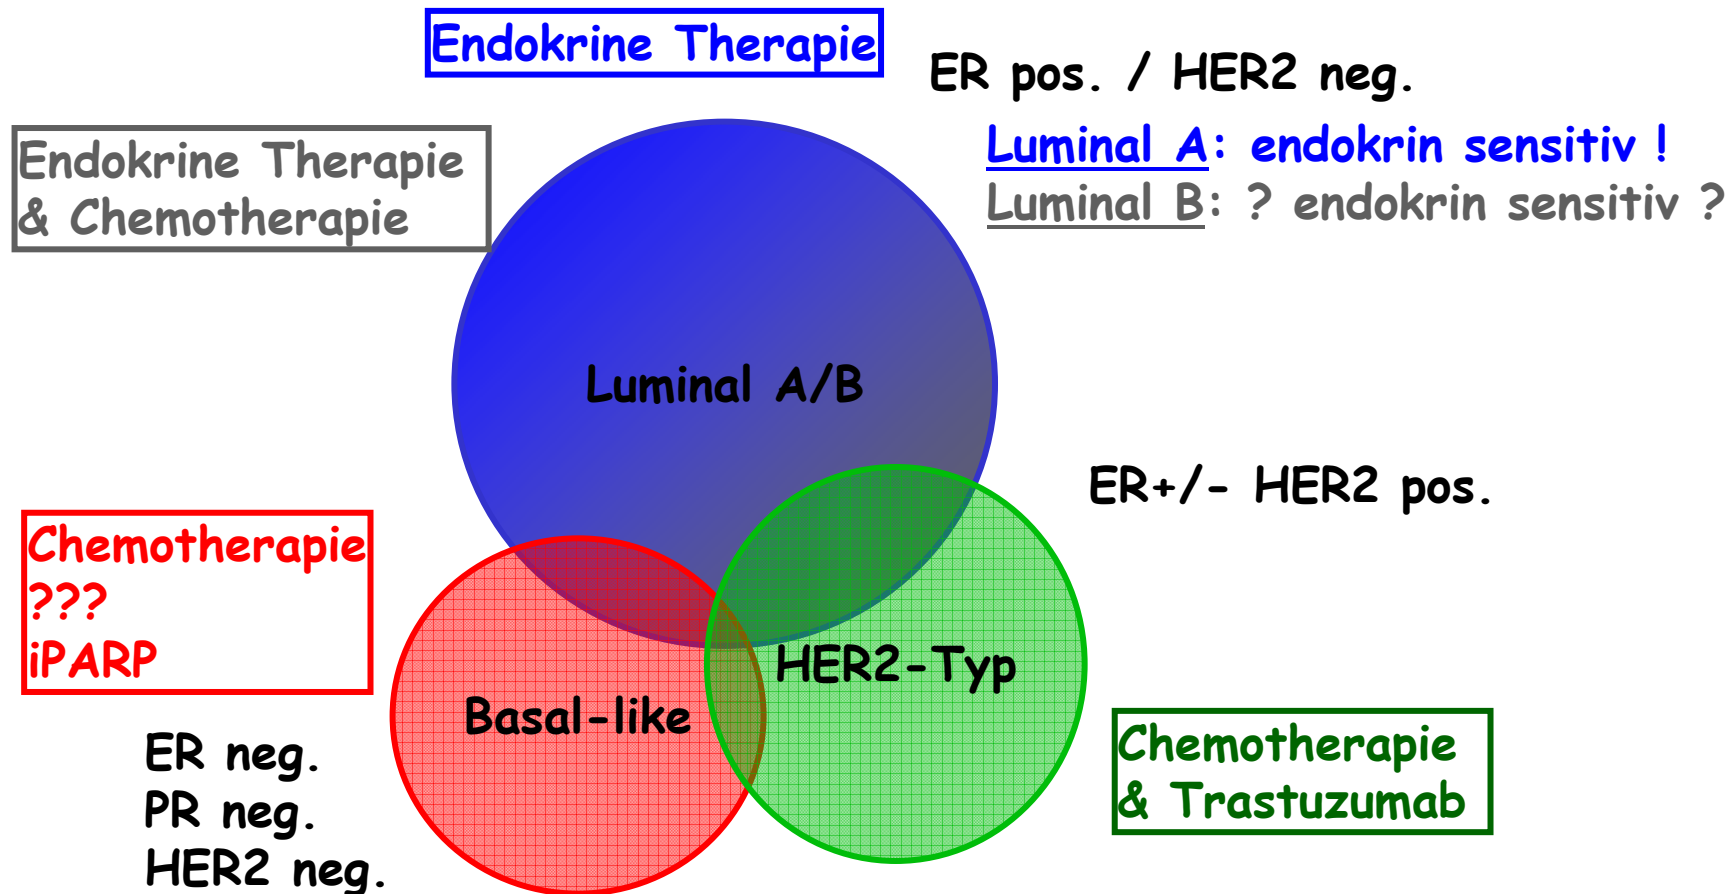 Endokrine Therapie
ER pos. / HER2 neg.
Endokrine Therapie
& Chemotherapie
Luminal A: endokrin sensitiv !
Luminal B: ? endokrin sensitiv ?
Luminal A/B
ER+/- HER2 pos.
Chemotherapie
???
iPARP
HER2-Typ
Basal-like
ER neg.
PR neg.
HER2 neg.
Chemotherapie
& Trastuzumab